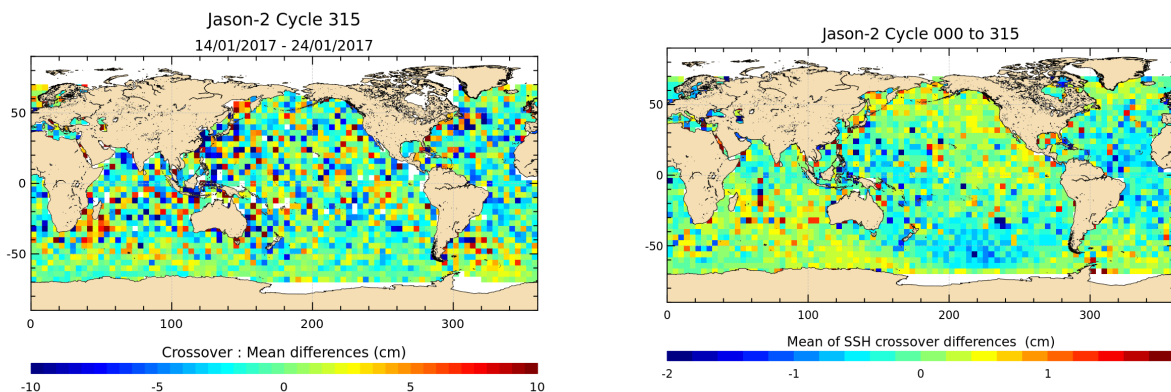 Jason-2 Cycle 315
14/01/2017 - 24/01/2017
50
0
-50
0 100 200 300
Crossover : Mean differences (cm)
-10 -5 0 5 10
Jason-2 Cycle 000 to 315
50
0
-50
0 100 200 300
Mean of SSH crossover differences (cm)
-2 -1 0 1